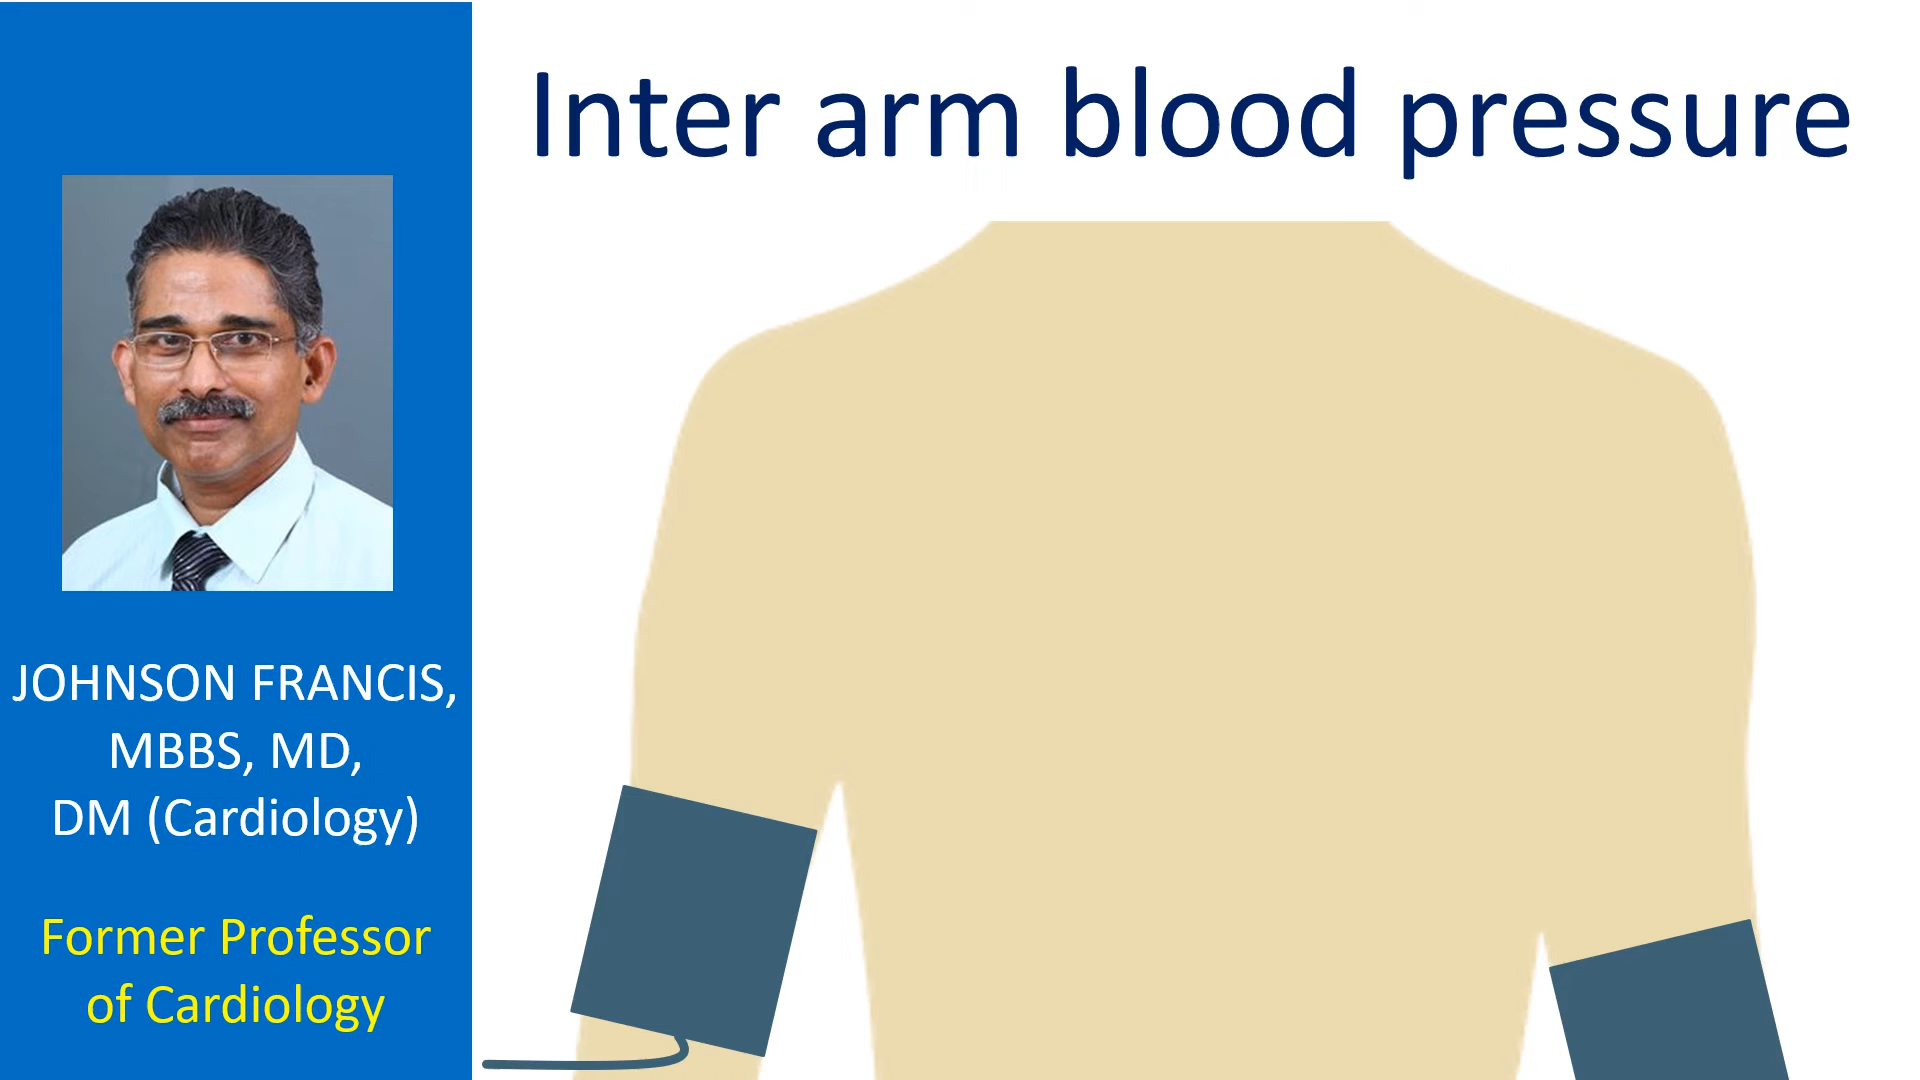 Inter arm blood pressure
JOHNSON FRANCIS,
MBBS, MD,
DM (Cardiology)
Former Professor
of Cardiology